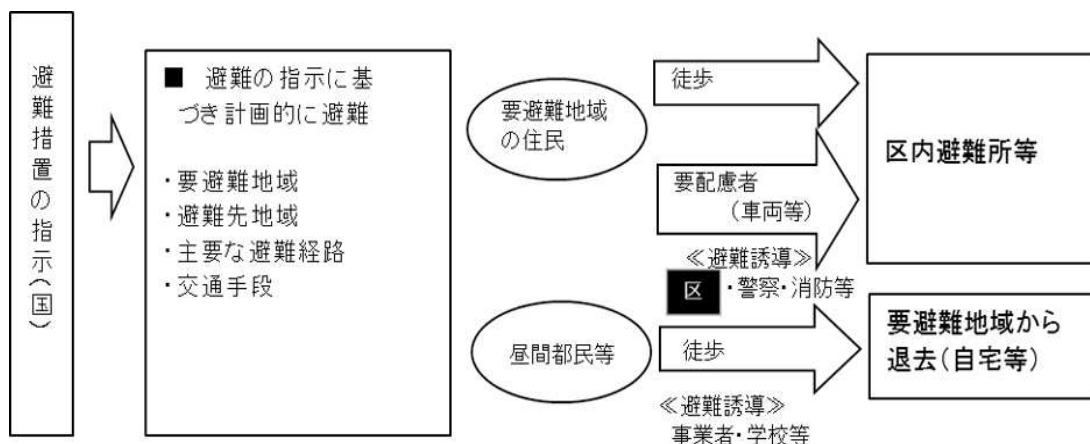 避難措置の指示(国)
■ 避難の指示に基
づき計画的に避難
・要避難地域
・避難先地域
・主要な避難経路
・交通手段
要避難地域
の住民
徒歩
要配慮者
(車両等)
≪避難誘導≫
区・警察・消防等
区内避難所等
昼間都民等
徒歩
≪避難誘導≫
事業者・学校等
要避難地域から
退去(自宅等)